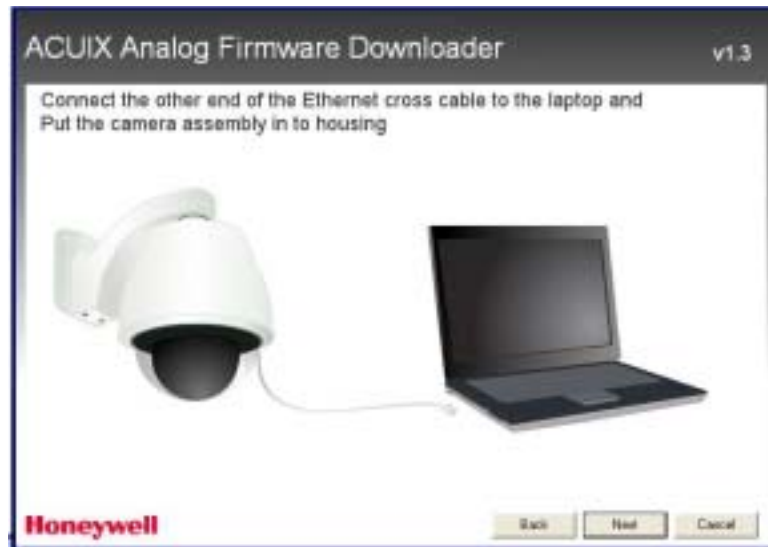 ACUIX Analog Firmware Downloader
v1.3
Connect the other end of the Ethernet cross cable to the laptop and
Put the camera assembly in to housing
Honeywell
Back
Next
Cancel